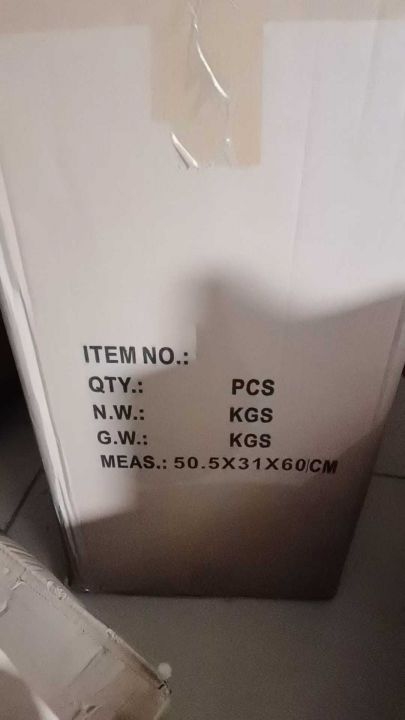 ITEM NO.:
QTY.: PCS
N.W.: KGS
G.W.: KGS
MEAS.: 50.5X31X60/CM